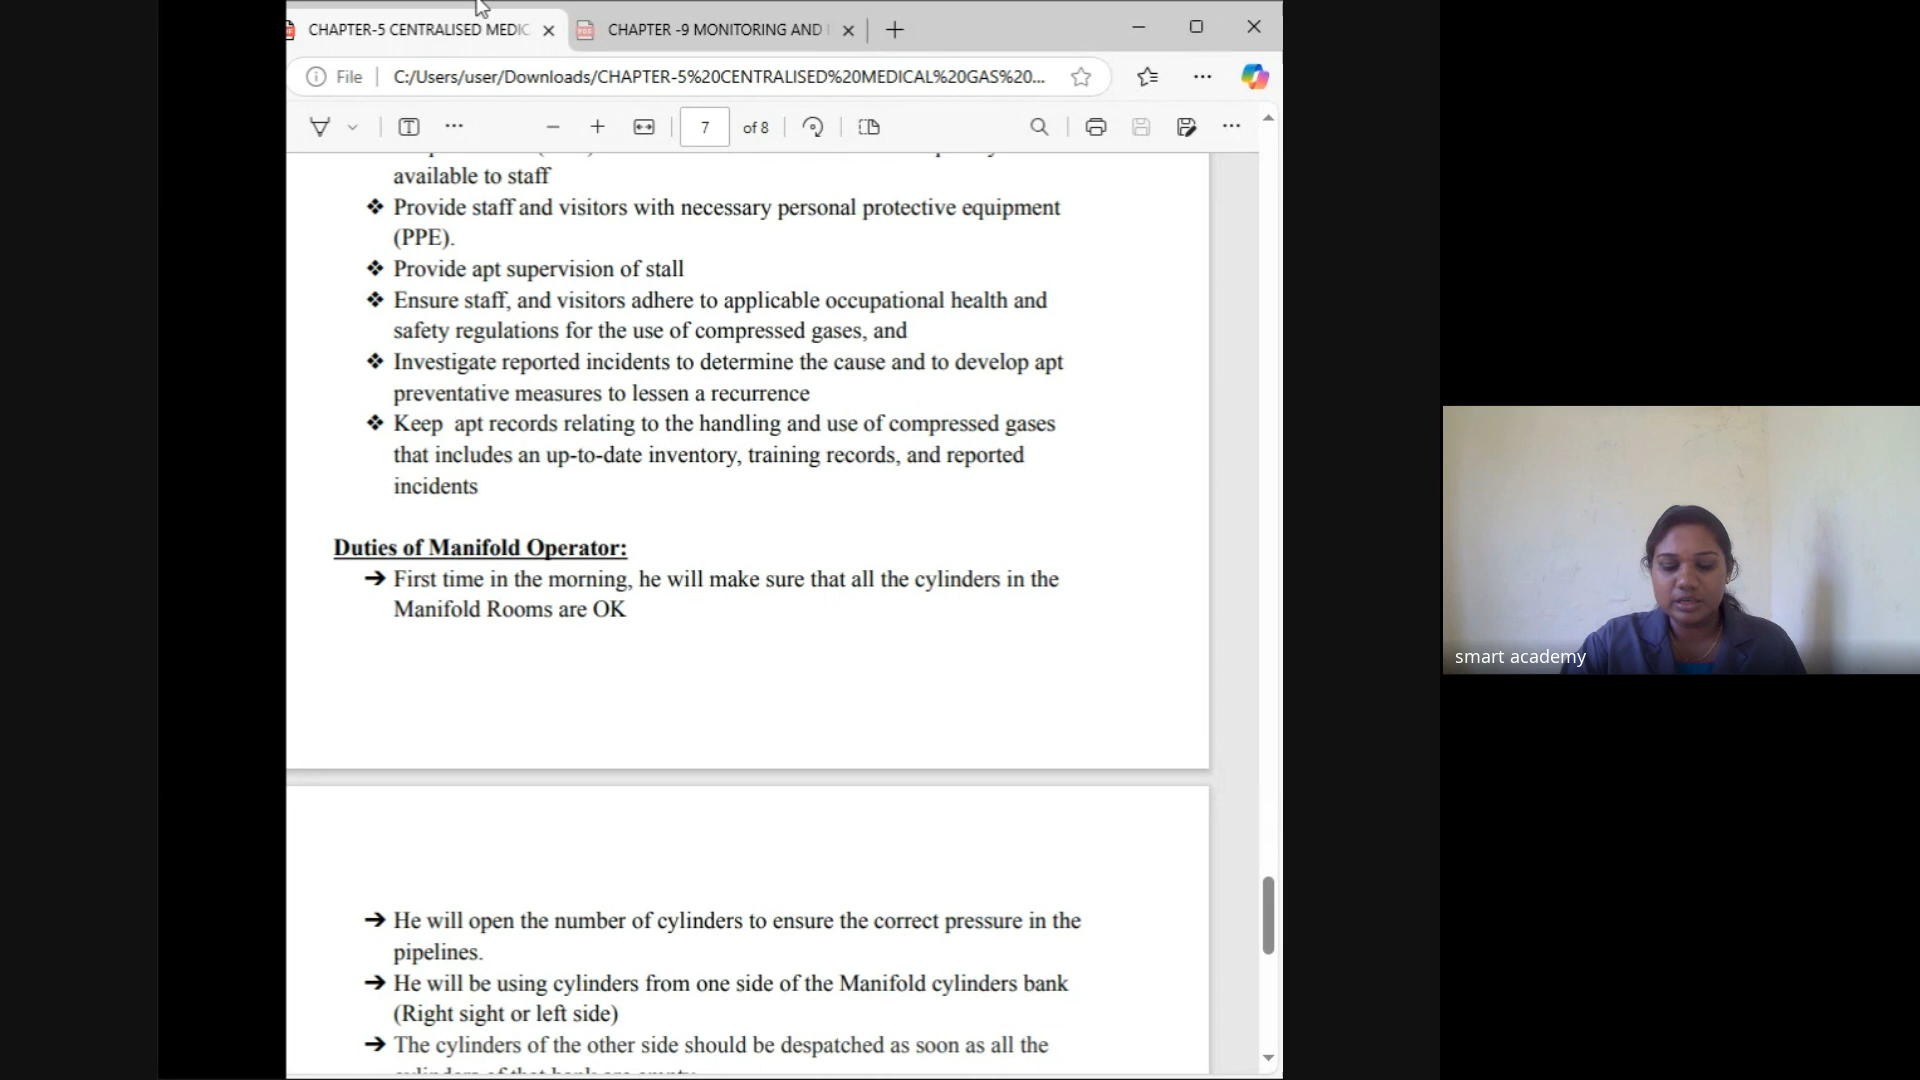 CHAPTER-5 CENTRALISED MEDIC
CHAPTER -9 MONITORING AND
File
C:/Users/user/Downloads/CHAPTER-5%20CENTRALISED%20MEDICAL%20GAS%20...
7 of 8
available to staff
❖ Provide staff and visitors with necessary personal protective equipment
(PPE).
❖ Provide apt supervision of stall
❖ Ensure staff, and visitors adhere to applicable occupational health and
safety regulations for the use of compressed gases, and
❖ Investigate reported incidents to determine the cause and to develop apt
preventative measures to lessen a recurrence
❖ Keep apt records relating to the handling and use of compressed gases
that includes an up-to-date inventory, training records, and reported
incidents
Duties of Manifold Operator:
➔ First time in the morning, he will make sure that all the cylinders in the
Manifold Rooms are OK
➔ He will open the number of cylinders to ensure the correct pressure in the
pipelines.
➔ He will be using cylinders from one side of the Manifold cylinders bank
(Right sight or left side)
➔ The cylinders of the other side should be despatched as soon as all the
smart academy